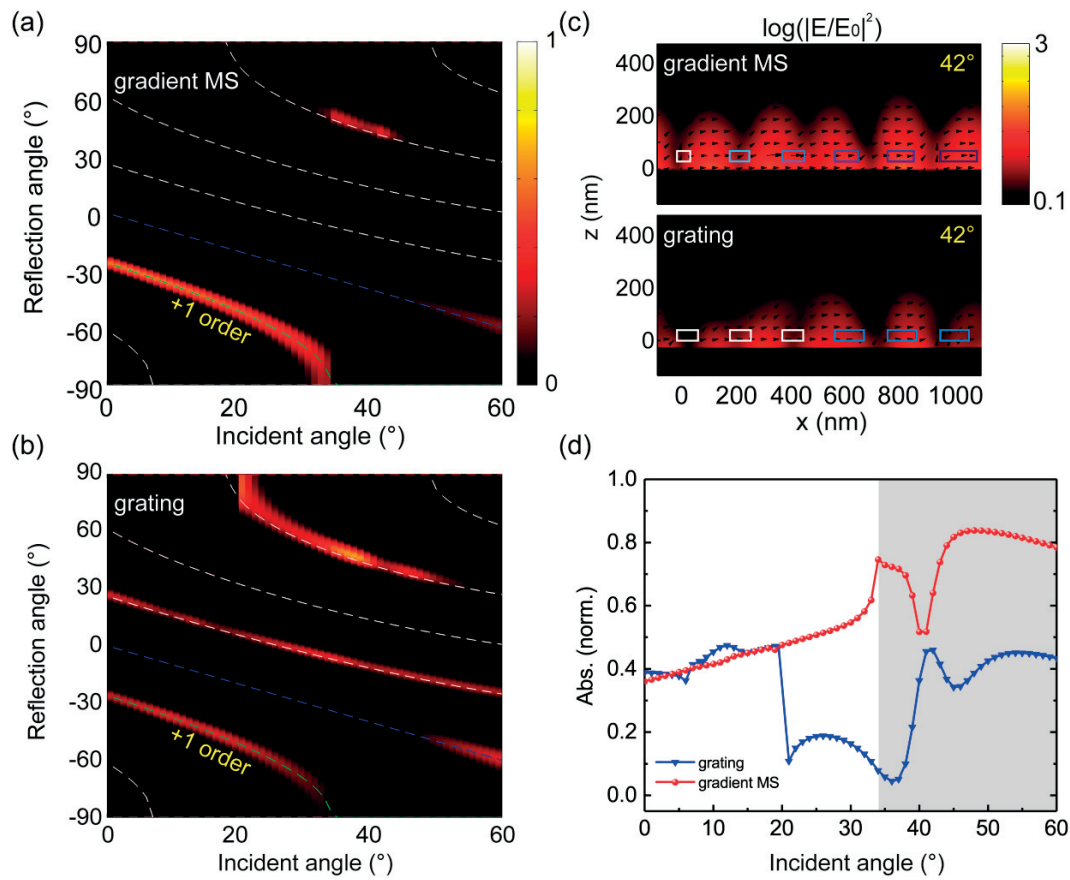 (a)
gradient MS
90
60
30
0
-30
-60
-90
Reflection angle (°)
+1 order
0
20
40
60
Incident angle (°)
1
0
(b)
grating
90
60
30
0
-30
-60
-90
Reflection angle (°)
+1 order
0
20
40
60
Incident angle (°)
(c)
log(|E/E0|²)
gradient MS
42°
400
200
0
3
0.1
z (nm)
grating
42°
400
200
0
0 200 400 600 800 1000
x (nm)
(d)
1.0
0.8
0.6
0.4
0.2
0.0
Abs. (norm.)
grating
gradient MS
0 10 20 30 40 50 60
Incident angle (°)